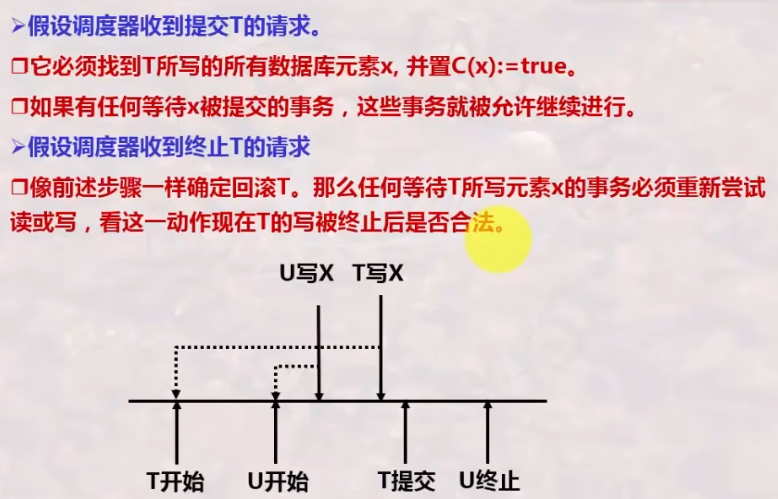 ➢假设调度器收到提交T的请求。
❒它必须找到T所写的所有数据库元素x, 并置C(x):=true。
❒如果有任何等待x被提交的事务，这些事务就被允许继续进行。
➢假设调度器收到终止T的请求
❒像前述步骤一样确定回滚T。那么任何等待T所写元素x的事务必须重新尝试
读或写，看这一动作现在T的写被终止后是否合法。
U写X T写X
T开始 U开始 T提交 U终止